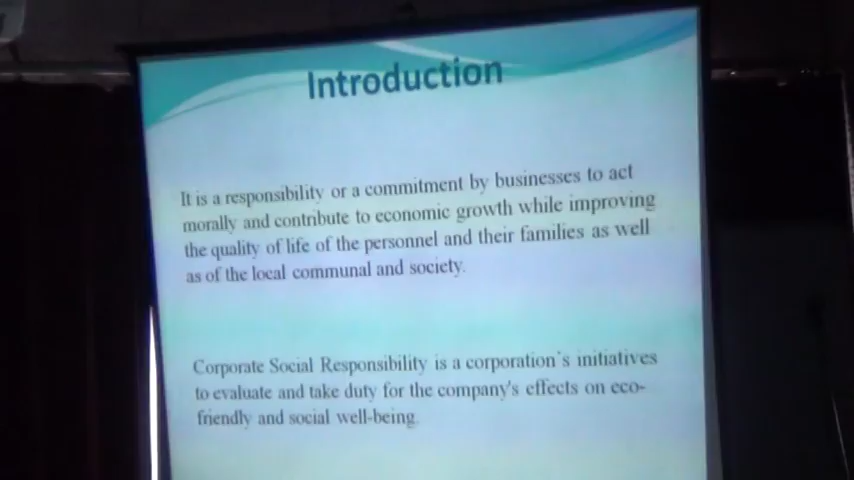 Introduction
It is a responsibility or a commitment by businesses to act
morally and contribute to economic growth while improving
the quality of life of the personnel and their families as well
as of the local communal and society.
Corporate Social Responsibility is a corporation`s initiatives
to evaluate and take duty for the company's effects on eco-
friendly and social well-being.